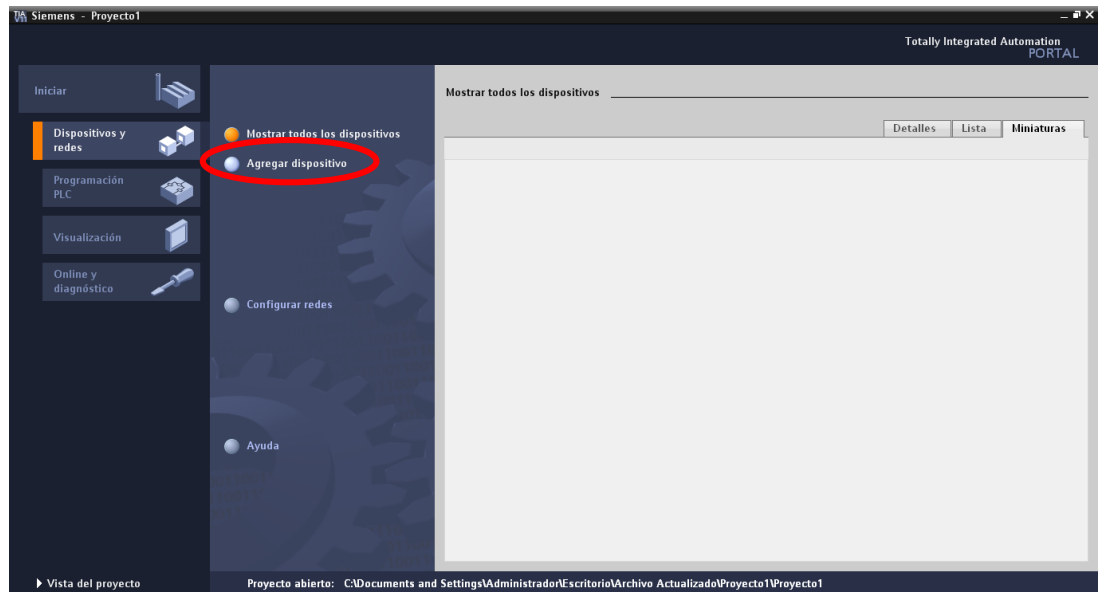 Siemens - Proyecto1
Totally Integrated Automation
PORTAL
Iniciar
Dispositivos y
redes
Programación
PLC
Visualización
Online y
diagnóstico
Mostrar todos los dispositivos
Agregar dispositivo
Configurar redes
Ayuda
Mostrar todos los dispositivos
Detalles Lista Miniaturas
Vista del proyecto
Proyecto abierto: C:\Documents and Settings\Administrador\Escritorio\Archivo Actualizado\Proyecto1\Proyecto1